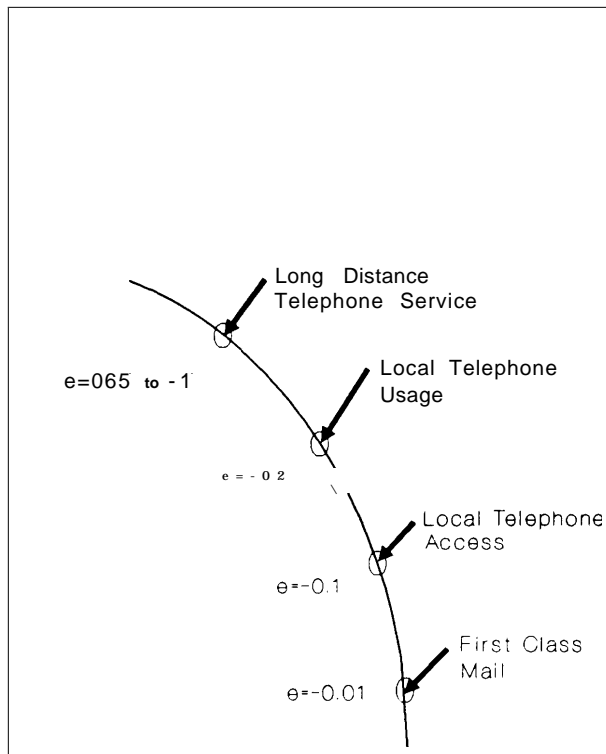 Long Distance
Telephone Service
e=065 to -1
Local Telephone
Usage
e = - 0 2
Local Telephone
Access
e=-0.1
First Class
Mail
e=-0.01